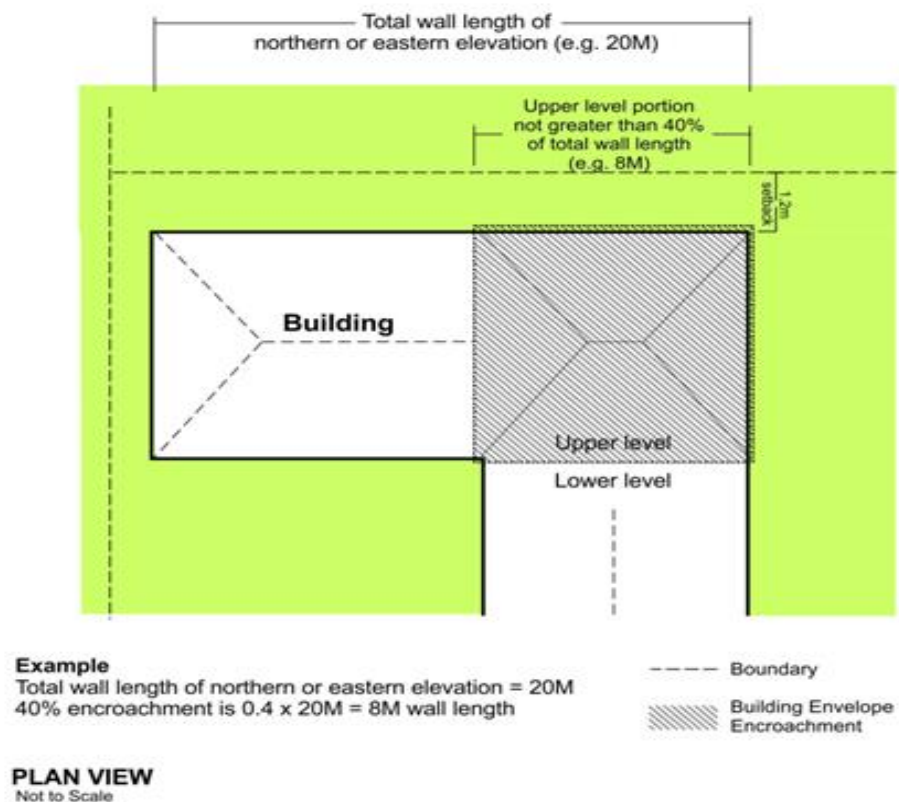 Total wall length of
northern or eastern elevation (e.g. 20M)
Upper level portion
not greater than 40%
of total wall length
(e.g. 8M)
1.2m
setback
Building
Upper level
Lower level
Example
Total wall length of northern or eastern elevation = 20M
40% encroachment is 0.4 x 20M = 8M wall length
Boundary
Building Envelope
Encroachment
PLAN VIEW
Not to Scale